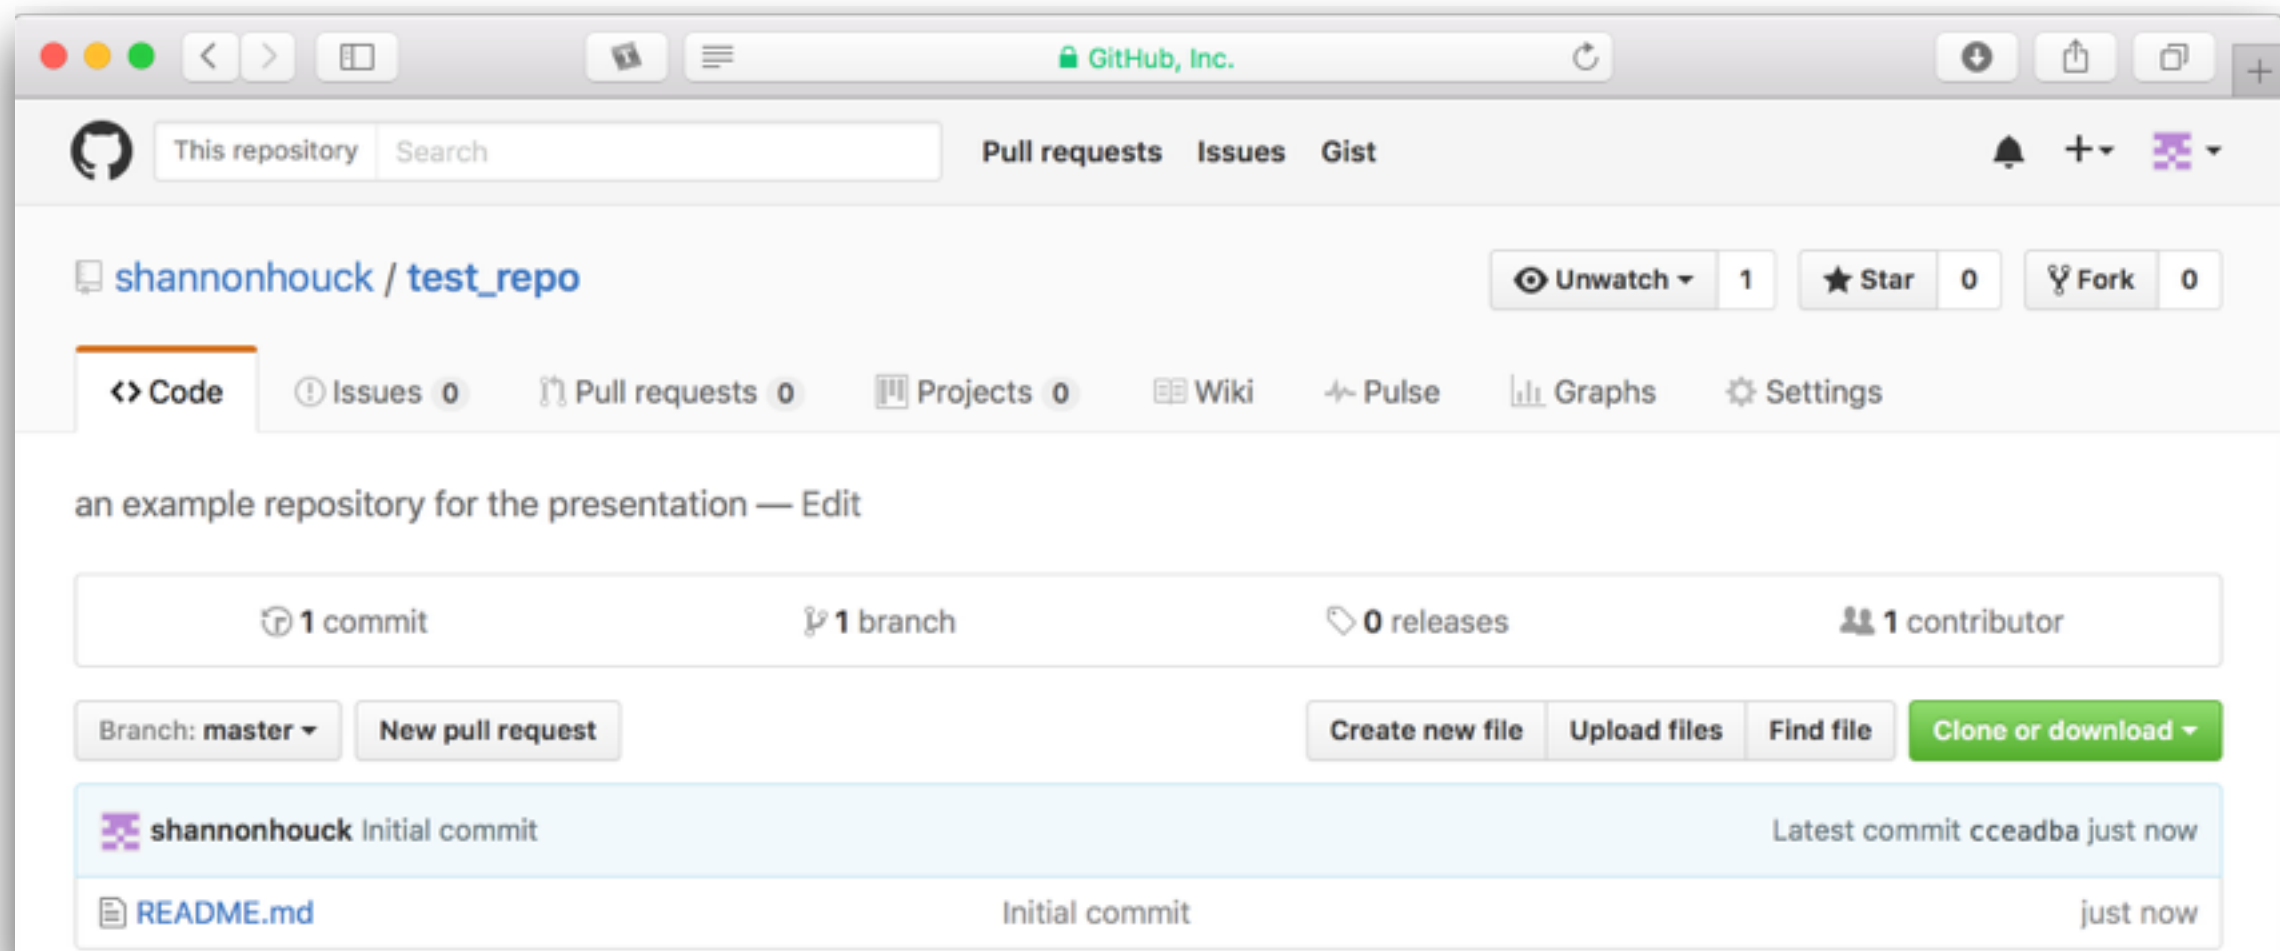 GitHub, Inc.
This repository Search Pull requests Issues Gist
shannonhouck / test_repo Unwatch 1 Star 0 Fork 0
<> Code Issues 0 Pull requests 0 Projects 0 Wiki Pulse Graphs Settings
an example repository for the presentation — Edit
1 commit 1 branch 0 releases 1 contributor
Branch: master New pull request Create new file Upload files Find file Clone or download
shannonhouck Initial commit Latest commit cceadba just now
README.md Initial commit just now